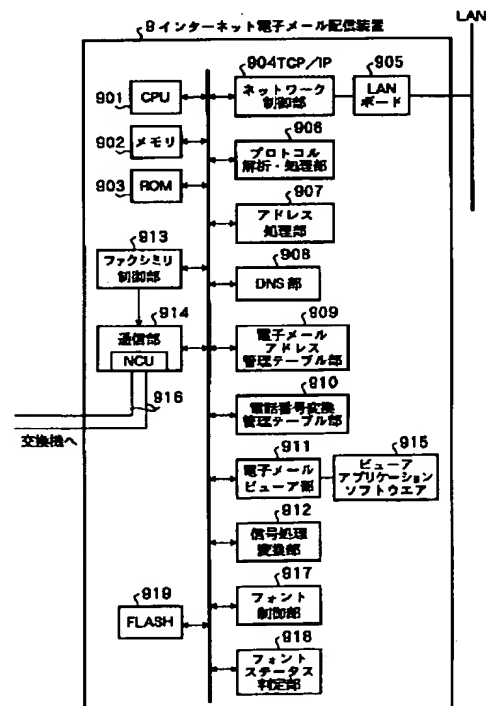 LAN
9 インターネット電子メール配信装置
904 TCP/IP
905
901
CPU
ネットワーク
制御部
LAN
ボード
902
メモリ
906
プロトコル
解析・処理部
903
ROM
907
アドレス
処理部
913
ファクシミリ
制御部
908
DNS部
914
通信部
NCU
909
電子メール
アドレス
管理テーブル部
916
交換機へ
910
電話番号変換
管理テーブル部
911
電子メール
ビューア部
915
ビューア
アプリケーション
ソフトウエア
912
信号処理
変換部
919
FLASH
917
フォント
制御部
918
フォント
ステータス
判定部